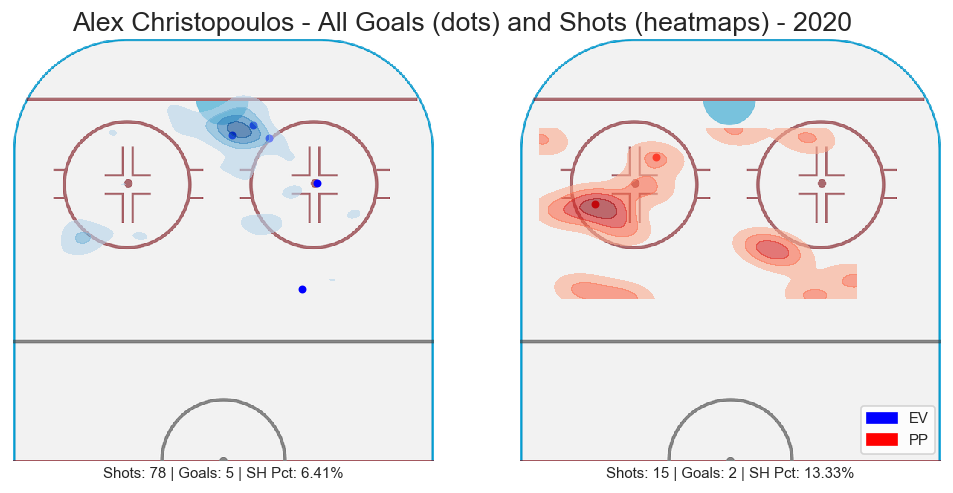 Alex Christopoulos - All Goals (dots) and Shots (heatmaps) - 2020
EV
PP
Shots: 78 | Goals: 5 | SH Pct: 6.41%
Shots: 15 | Goals: 2 | SH Pct: 13.33%